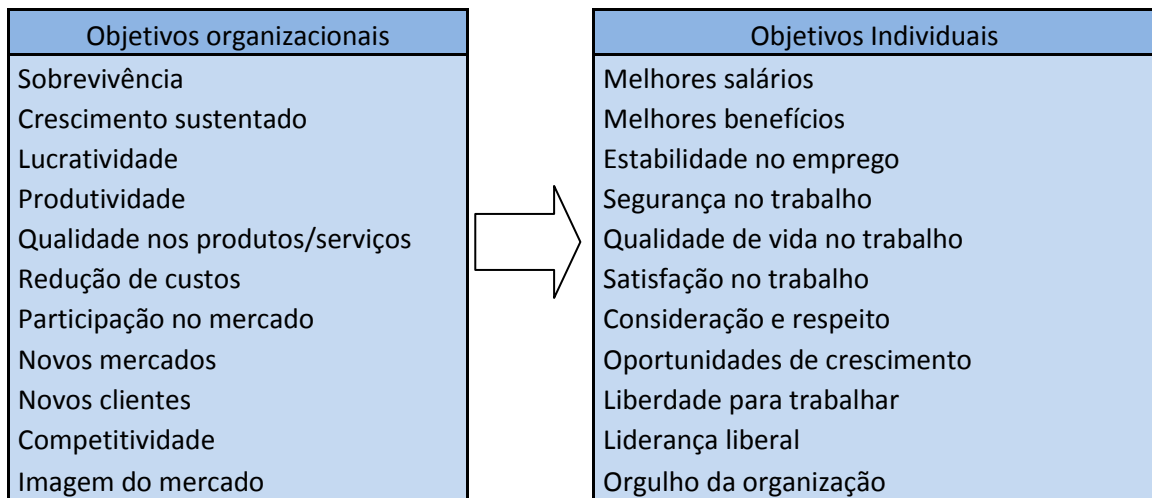 Objetivos organizacionais
Sobrevivência
Crescimento sustentado
Lucratividade
Produtividade
Qualidade nos produtos/serviços
Redução de custos
Participação no mercado
Novos mercados
Novos clientes
Competitividade
Imagem do mercado
Objetivos Individuais
Melhores salários
Melhores benefícios
Estabilidade no emprego
Segurança no trabalho
Qualidade de vida no trabalho
Satisfação no trabalho
Consideração e respeito
Oportunidades de crescimento
Liberdade para trabalhar
Liderança liberal
Orgulho da organização